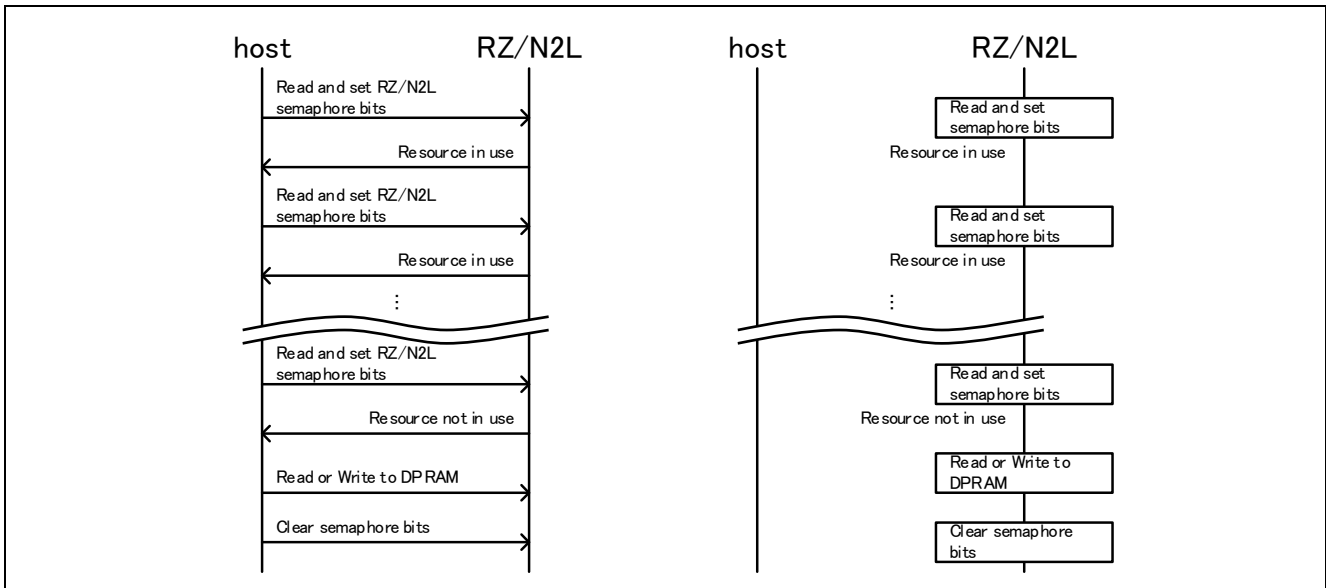 host
RZ/N2L
Read and set RZ/N2L
semaphore bits
Resource in use
Read and set RZ/N2L
semaphore bits
Resource in use
⋮
Read and set RZ/N2L
semaphore bits
Resource not in use
Read or Write to DPRAM
Clear semaphore bits
host
RZ/N2L
Read and set
semaphore bits
Resource in use
Read and set
semaphore bits
Resource in use
⋮
Read and set
semaphore bits
Resource not in use
Read or Write to
DPRAM
Clear semaphore
bits